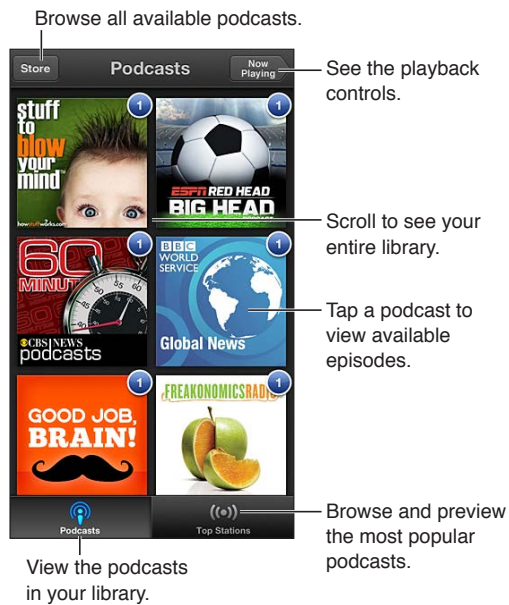 Browse all available podcasts.
Store
Podcasts
Now
Playing
See the playback
controls.
1
1
stuff
to
blow
your
mind
howstuffworks.com
ESPN RED HEAD
BIG HEAD
Scroll to see your
entire library.
1
1
60
MINUT
CBS NEWS
podcasts
BBC
WORLD
SERVICE
Global News
Tap a podcast to
view available
episodes.
1
1
GOOD JOB,
BRAIN!
FREAKONOMICS RADIO
Podcasts
Top Stations
Browse and preview
the most popular
podcasts.
View the podcasts
in your library.